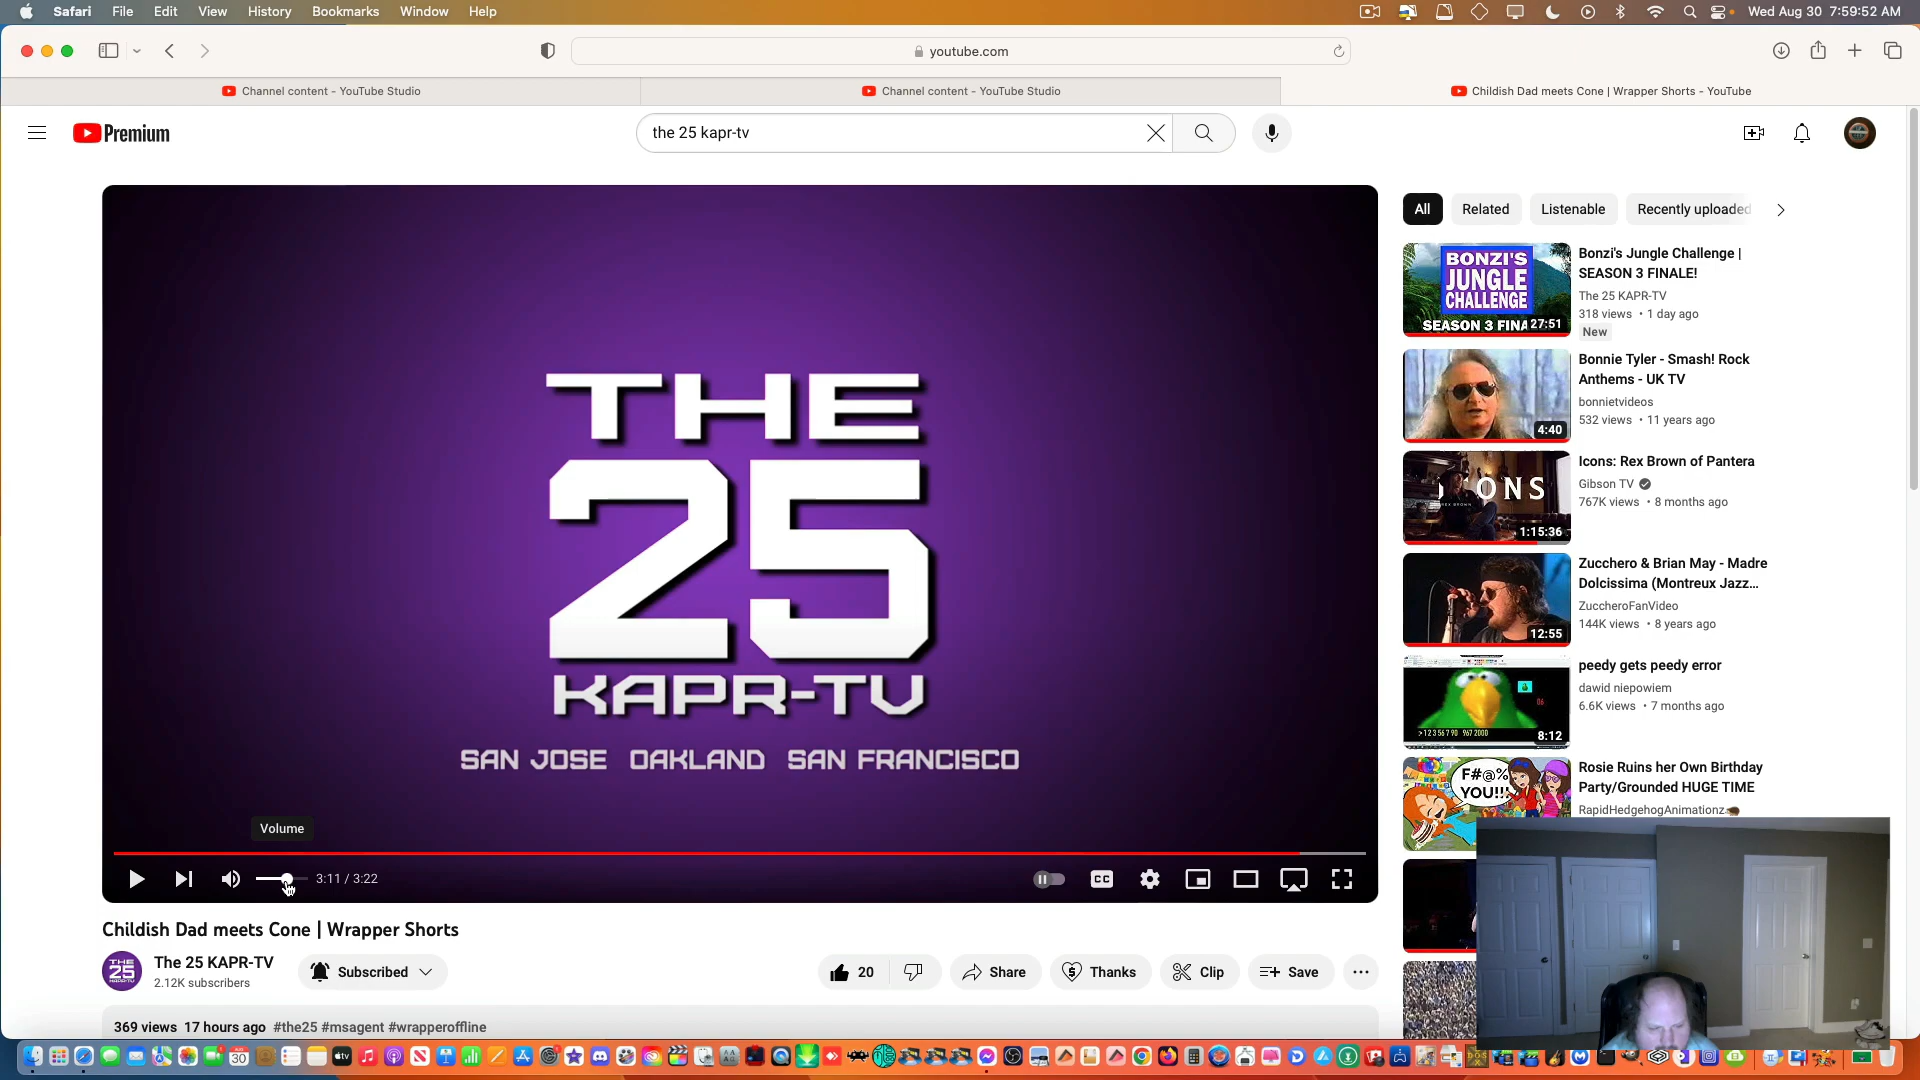 Safari File Edit View History Bookmarks Window Help
Wed Aug 30 7:59:52 AM
youtube.com
Channel content - YouTube Studio
Channel content - YouTube Studio
Childish Dad meets Cone | Wrapper Shorts - YouTube
Premium
the 25 kapr-tv
All
Related
Listenable
Recently uploaded
THE
25
KAPR-TV
SAN JOSE OAKLAND SAN FRANCISCO
Volume
3:11 / 3:22
CC
Childish Dad meets Cone | Wrapper Shorts
THE
25
The 25 KAPR-TV
2.12K subscribers
Subscribed
20
Share
Thanks
Clip
Save
369 views 17 hours ago #the25 #msagent #wrapperoffline
BONZI'S
JUNGLE
CHALLENGE
SEASON 3 FINA
27:51
Bonzi's Jungle Challenge |
SEASON 3 FINALE!
The 25 KAPR-TV
318 views • 1 day ago
New
4:40
Bonnie Tyler - Smash! Rock
Anthems - UK TV
bonnietvideos
532 views • 11 years ago
ONS
REX BROWN
1:15:36
Icons: Rex Brown of Pantera
Gibson TV
767K views • 8 months ago
12:55
Zucchero & Brian May - Madre
Dolcissima (Montreux Jazz...
ZuccheroFanVideo
144K views • 8 years ago
8:12
peedy gets peedy error
dawid niepowiem
6.6K views • 7 months ago
F#@%
YOU!!!
Rosie Ruins her Own Birthday
Party/Grounded HUGE TIME
RapidHedgehogAnimationz
30
tv